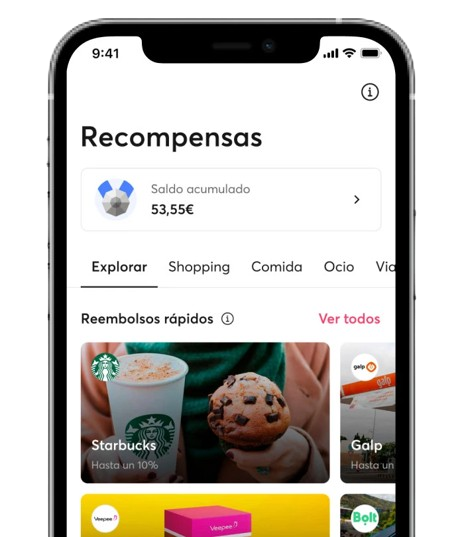 9:41
Recompensas
Saldo acumulado
53,55€
Explorar Shopping Comida Ocio Via
Reembolsos rápidos
Ver todos
Starbucks
Hasta un 10%
galp
galp
Galp
Hasta un
Veepee
Veepee
Bolt